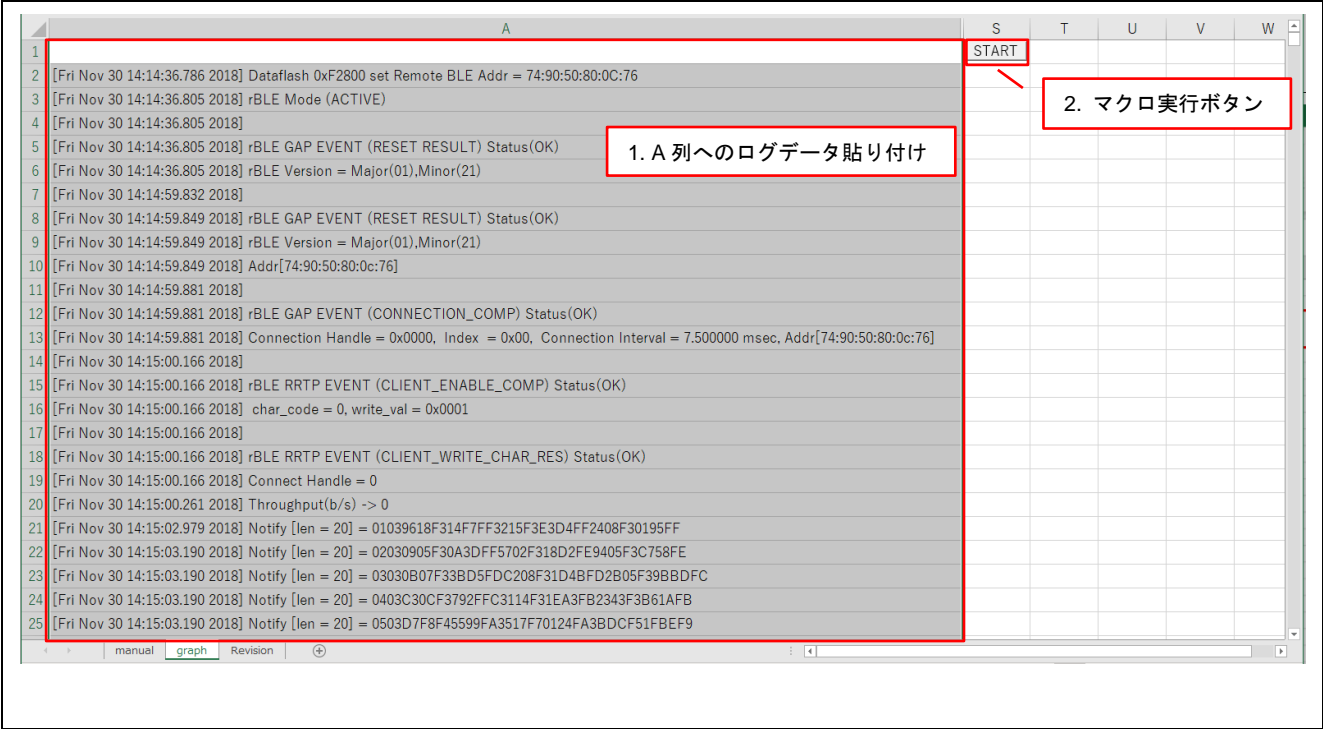 A S T U V W
1 START
2 [Fri Nov 30 14:14:36.786 2018] Dataflash 0xF2800 set Remote BLE Addr = 74:90:50:80:0C:76
3 [Fri Nov 30 14:14:36.805 2018] rBLE Mode (ACTIVE)
2. マクロ実行ボタン
4 [Fri Nov 30 14:14:36.805 2018]
5 [Fri Nov 30 14:14:36.805 2018] rBLE GAP EVENT (RESET RESULT) Status(OK)
1. A 列へのログデータ貼り付け
6 [Fri Nov 30 14:14:36.805 2018] rBLE Version = Major(01),Minor(21)
7 [Fri Nov 30 14:14:59.832 2018]
8 [Fri Nov 30 14:14:59.849 2018] rBLE GAP EVENT (RESET RESULT) Status(OK)
9 [Fri Nov 30 14:14:59.849 2018] rBLE Version = Major(01),Minor(21)
10 [Fri Nov 30 14:14:59.849 2018] Addr[74:90:50:80:0c:76]
11 [Fri Nov 30 14:14:59.881 2018]
12 [Fri Nov 30 14:14:59.881 2018] rBLE GAP EVENT (CONNECTION_COMP) Status(OK)
13 [Fri Nov 30 14:14:59.881 2018] Connection Handle = 0x0000, Index = 0x00, Connection Interval = 7.500000 msec, Addr[74:90:50:80:0c:76]
14 [Fri Nov 30 14:15:00.166 2018]
15 [Fri Nov 30 14:15:00.166 2018] rBLE RRTP EVENT (CLIENT_ENABLE_COMP) Status(OK)
16 [Fri Nov 30 14:15:00.166 2018] char_code = 0, write_val = 0x0001
17 [Fri Nov 30 14:15:00.166 2018]
18 [Fri Nov 30 14:15:00.166 2018] rBLE RRTP EVENT (CLIENT_WRITE_CHAR_RES) Status(OK)
19 [Fri Nov 30 14:15:00.166 2018] Connect Handle = 0
20 [Fri Nov 30 14:15:00.261 2018] Throughput(b/s) -> 0
21 [Fri Nov 30 14:15:02.979 2018] Notify [len = 20] = 01039618F314F7FF3215F3E3D4FF2408F30195FF
22 [Fri Nov 30 14:15:03.190 2018] Notify [len = 20] = 02030905F30A3DFF5702F318D2FE9405F3C758FE
23 [Fri Nov 30 14:15:03.190 2018] Notify [len = 20] = 03030B07F33BD5FDC208F31D4BFD2B05F39BBDFC
24 [Fri Nov 30 14:15:03.190 2018] Notify [len = 20] = 0403C30CF3792FFC3114F31EA3FB2343F3B61AFB
25 [Fri Nov 30 14:15:03.190 2018] Notify [len = 20] = 0503D7F8F45599FA3517F70124FA3BDCF51FBEF9
manual graph Revision